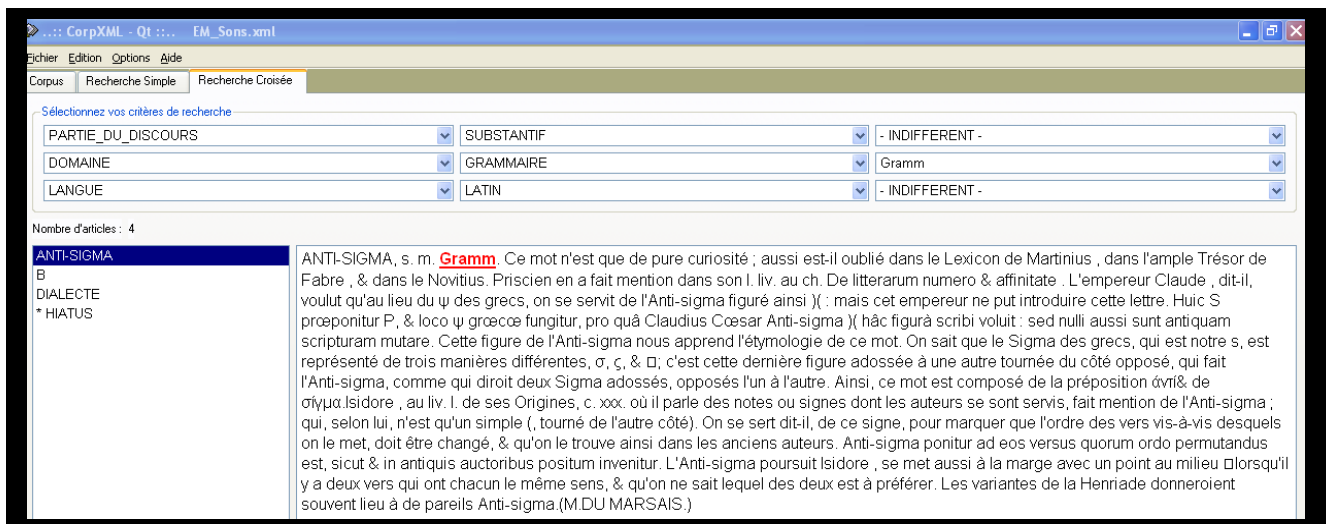 ..:: CorpXML - Qt ::.. EM_Sons.xml
Fichier Edition Options Aide
Corpus Recherche Simple Recherche Croisée
Sélectionnez vos critères de recherche
PARTIE_DU_DISCOURS SUBSTANTIF - INDIFFERENT -
DOMAINE GRAMMAIRE Gramm
LANGUE LATIN - INDIFFERENT -
Nombre d'articles : 4
ANTI-SIGMA
B
DIALECTE
* HIATUS
ANTI-SIGMA, s. m. Gramm. Ce mot n'est que de pure curiosité ; aussi est-il oublié dans le Lexicon de Martinius , dans l'ample Trésor de
Fabre , & dans le Novitius. Priscien en a fait mention dans son I. liv. au ch. De litterarum numero & affinitate . L'empereur Claude , dit-il,
voulut qu'au lieu du ψ des grecs, on se servit de l'Anti-sigma figuré ainsi )( : mais cet empereur ne put introduire cette lettre. Huic S
prœponitur P, & loco ψ grœcœ fungitur, pro quâ Claudius Cœsar Anti-sigma )( hâc figurà scribi voluit : sed nulli aussi sunt antiquam
scripturam mutare. Cette figure de l'Anti-sigma nous apprend l'étymologie de ce mot. On sait que le Sigma des grecs, qui est notre s, est
représenté de trois manières différentes, σ, ς, & □; c'est cette dernière figure adossée à une autre tournée du côté opposé, qui fait
l'Anti-sigma, comme qui diroit deux Sigma adossés, opposés l'un à l'autre. Ainsi, ce mot est composé de la préposition άντί& de
σίγμα.Isidore , au liv. I. de ses Origines, c. xxx. où il parle des notes ou signes dont les auteurs se sont servis, fait mention de l'Anti-sigma ;
qui, selon lui, n'est qu'un simple (, tourné de l'autre côté). On se sert dit-il, de ce signe, pour marquer que l'ordre des vers vis-à-vis desquels
on le met, doit être changé, & qu'on le trouve ainsi dans les anciens auteurs. Anti-sigma ponitur ad eos versus quorum ordo permutandus
est, sicut & in antiquis auctoribus positum invenitur. L'Anti-sigma poursuit Isidore , se met aussi à la marge avec un point au milieu □lorsqu'il
y a deux vers qui ont chacun le même sens, & qu'on ne sait lequel des deux est à préférer. Les variantes de la Henriade donneroient
souvent lieu à de pareils Anti-sigma.(M.DU MARSAIS.)